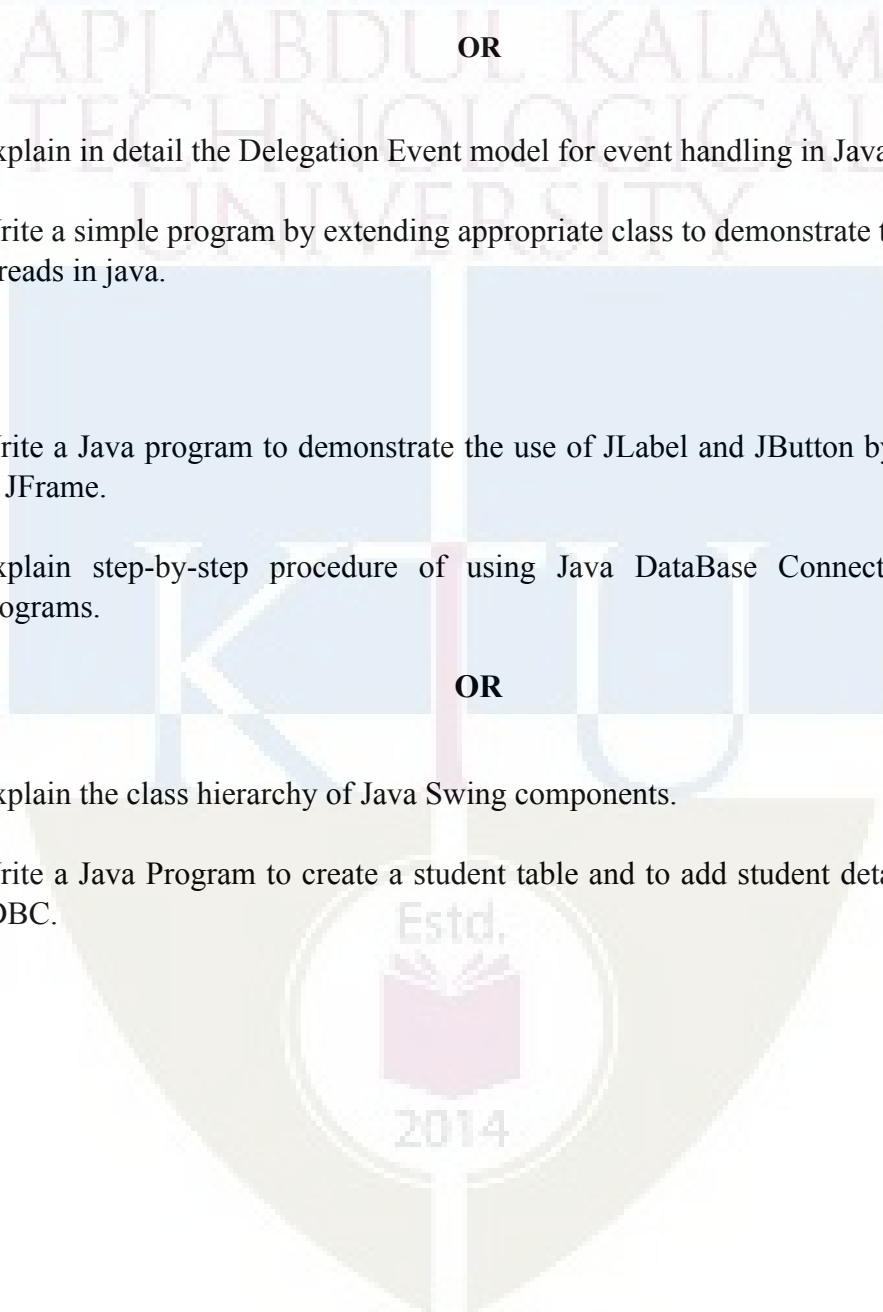 APJ ABDUL KALAM
TECHNOLOGICAL
UNIVERSITY
OR
xplain in detail the Delegation Event model for event handling in Java
rite a simple program by extending appropriate class to demonstrate t
reads in java.
rite a Java program to demonstrate the use of JLabel and JButton by
JFrame.
xplain step-by-step procedure of using Java DataBase Connect
ograms.
KTU
OR
xplain the class hierarchy of Java Swing components.
rite a Java Program to create a student table and to add student deta
DBC.
Estd.
2014